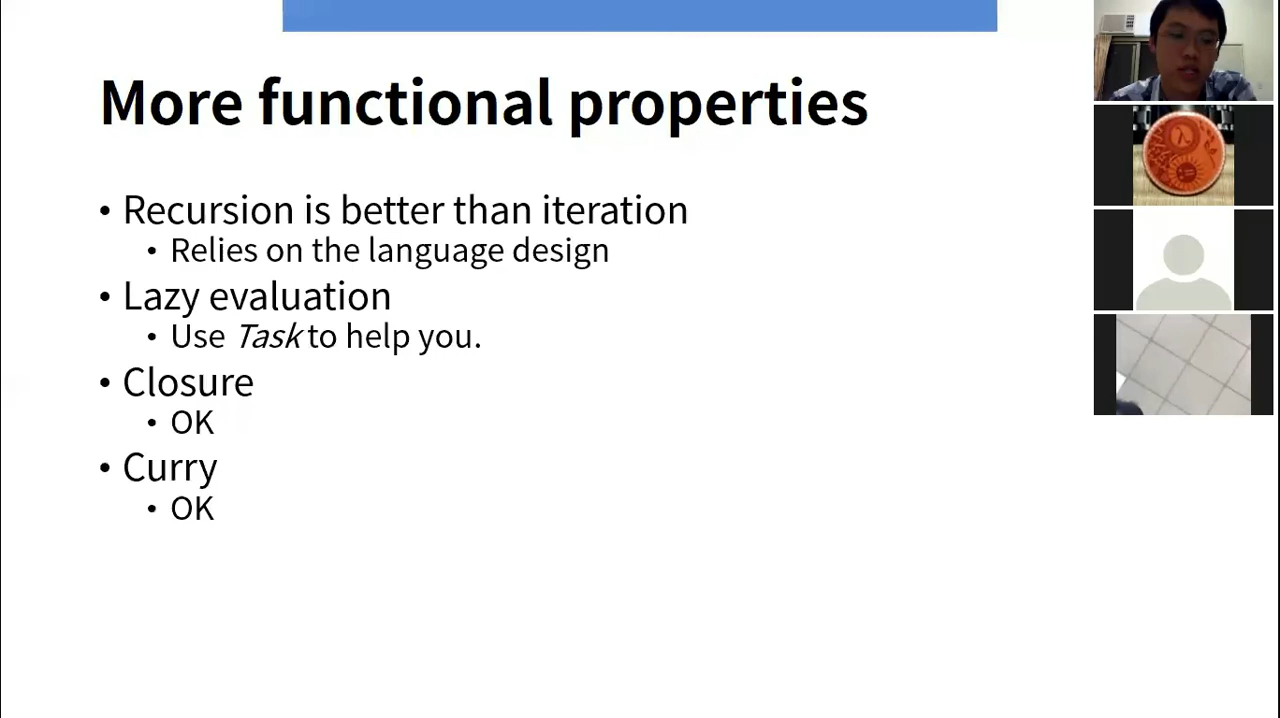 More functional properties
• Recursion is better than iteration
• Relies on the language design
• Lazy evaluation
• Use Task to help you.
• Closure
• OK
• Curry
• OK